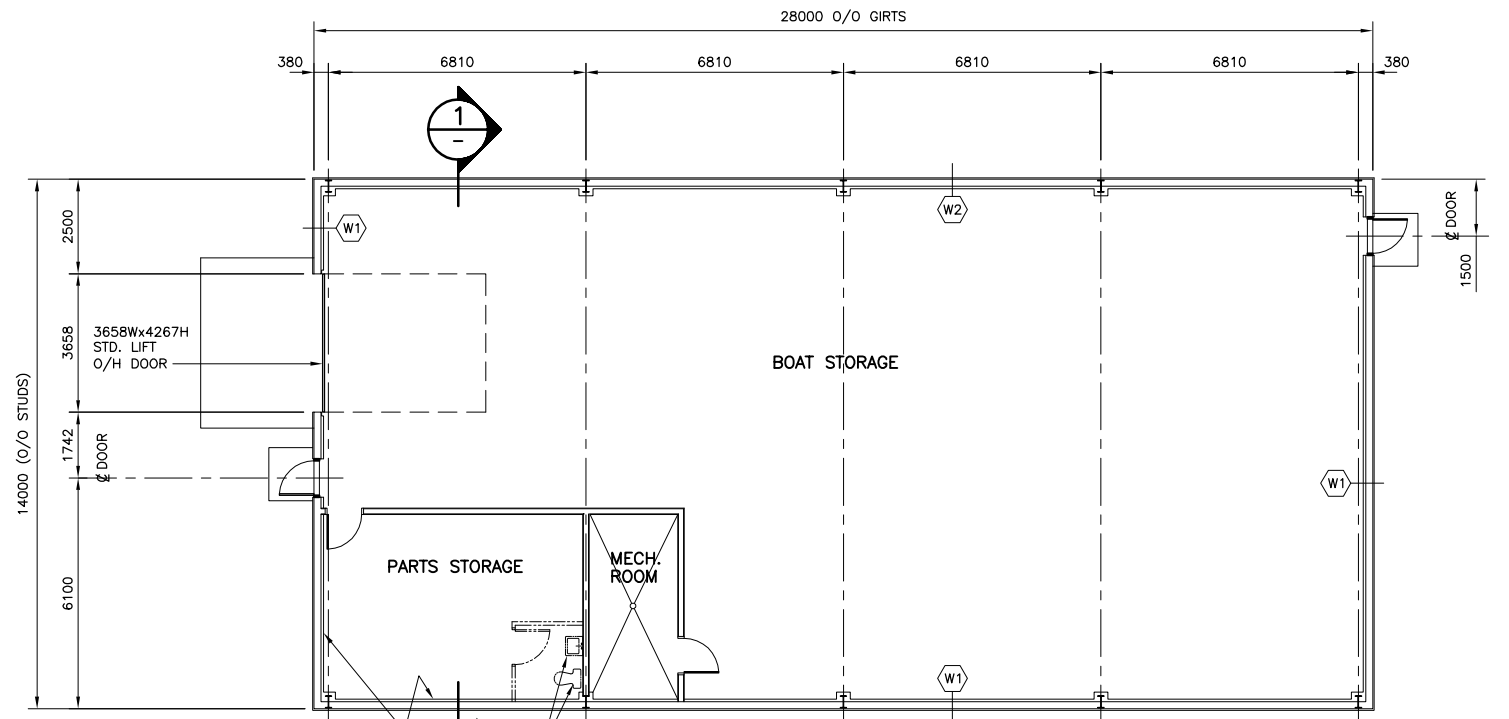 28000 O/O GIRTS
380
6810
6810
6810
6810
380
1
-
2500
W1
W2
℄ DOOR
1500
3658
3658Wx4267H
STD. LIFT
O/H DOOR
BOAT STORAGE
14000 (O/O STUDS)
1742
℄ DOOR
W1
6100
PARTS STORAGE
MECH.
ROOM
W1